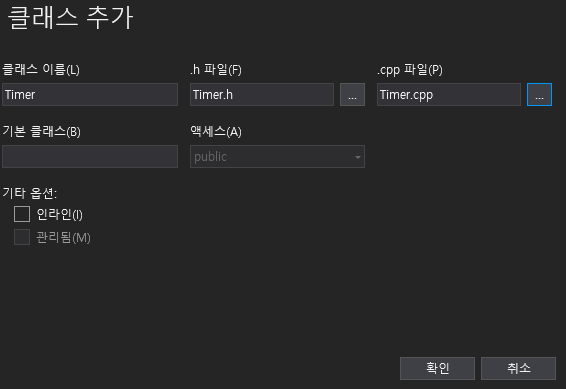 클래스 추가
클래스 이름(L) .h 파일(F) .cpp 파일(P)
Timer Timer.h ... Timer.cpp ...
기본 클래스(B) 액세스(A)
public
기타 옵션:
인라인(I)
관리됨(M)
확인 취소